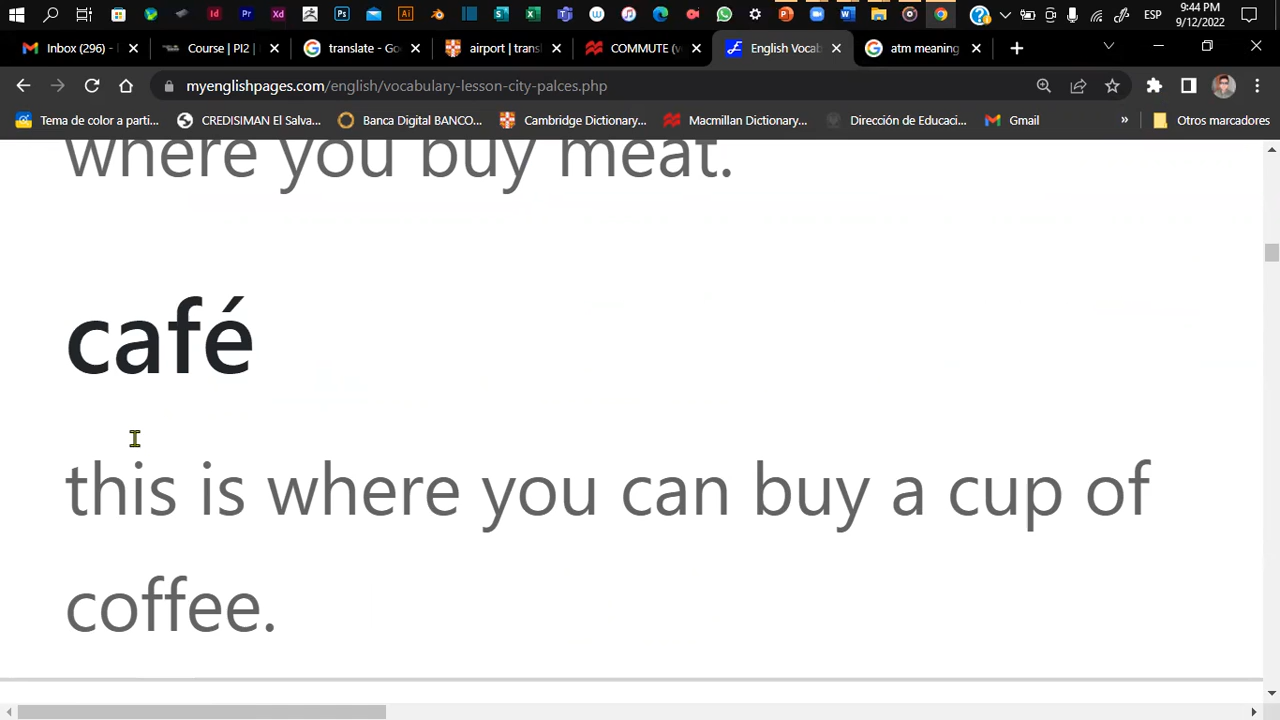 9:44 PM
ESP
9/12/2022
Inbox (296) -
Course | PI2 |
translate - Go
airport | transl
COMMUTE (v
English Vocab
atm meaning
myenglishpages.com/english/vocabulary-lesson-city-palces.php
Tema de color a parti...
CREDISIMAN El Salva...
Banca Digital BANCO...
Cambridge Dictionary...
Macmillan Dictionary...
Dirección de Educaci...
Gmail
»
Otros marcadores
where you buy meat.
café
this is where you can buy a cup of
coffee.